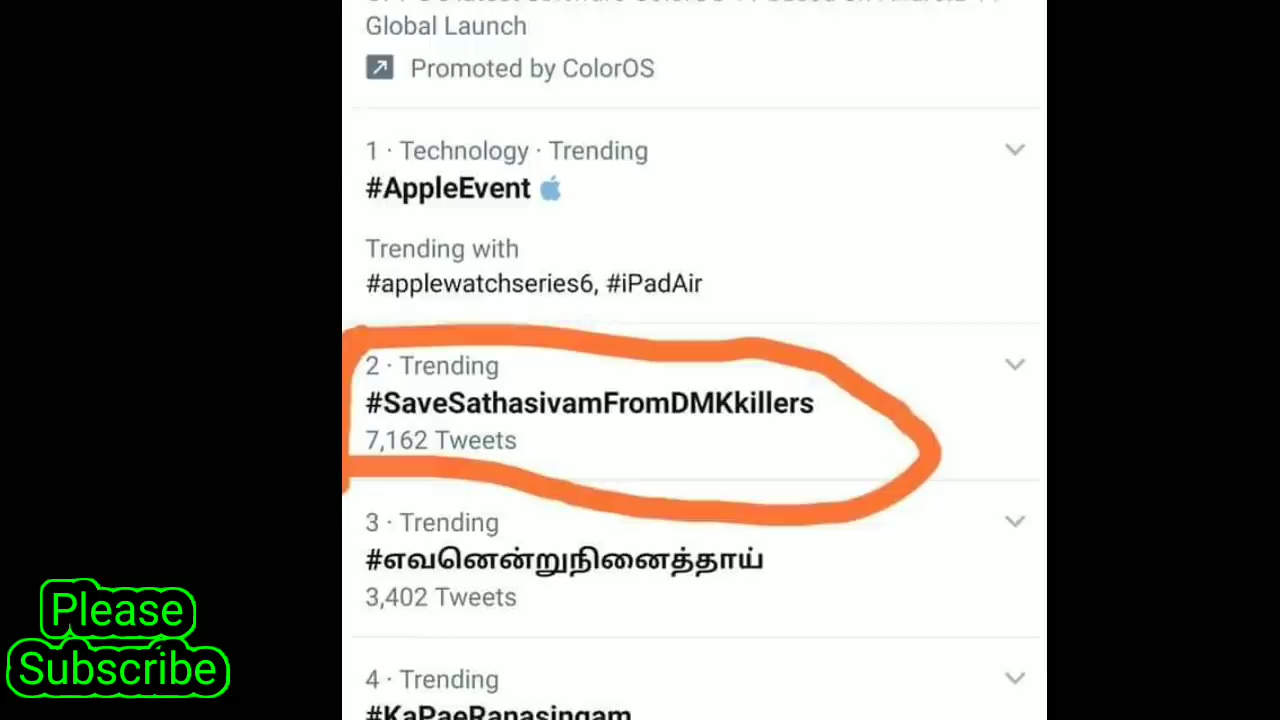 Global Launch
Promoted by ColorOS
1 · Technology · Trending
#AppleEvent
Trending with
#applewatchseries6, #iPadAir
2 · Trending
#SaveSathasivamFromDMKkillers
7,162 Tweets
3 · Trending
#எவனென்றுநினைத்தாய்
3,402 Tweets
4 · Trending
#KaPaeRanasingam
Please
Subscribe